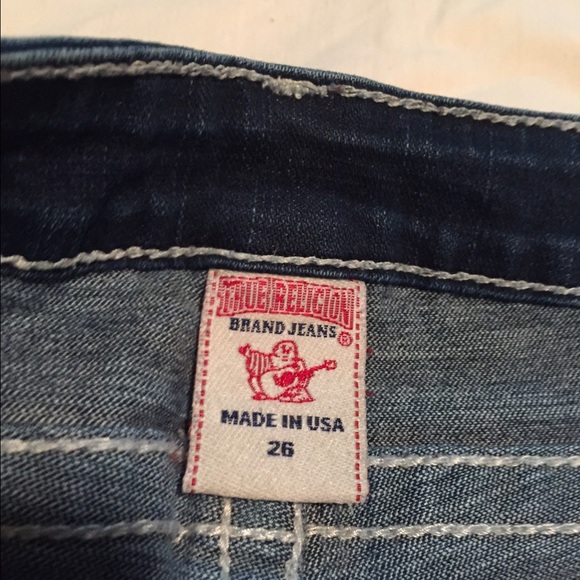 TRUE RELIGION
BRAND JEANS®
MADE IN USA
26